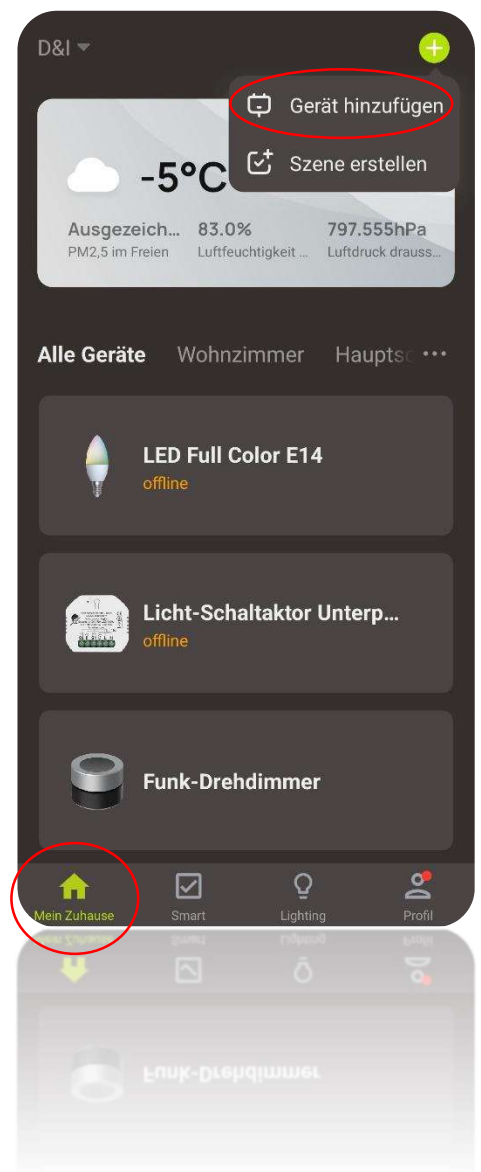 D&I
Gerät hinzufügen
Szene erstellen
-5°C
Ausgezeich... 83.0% 797.555hPa
PM2,5 im Freien Luftfeuchtigkeit ... Luftdruck drauss...
Alle Geräte Wohnzimmer Hauptsc ...
LED Full Color E14
offline
Licht-Schaltaktor Unterp...
offline
Funk-Drehdimmer
Mein Zuhause Smart Lighting Profil